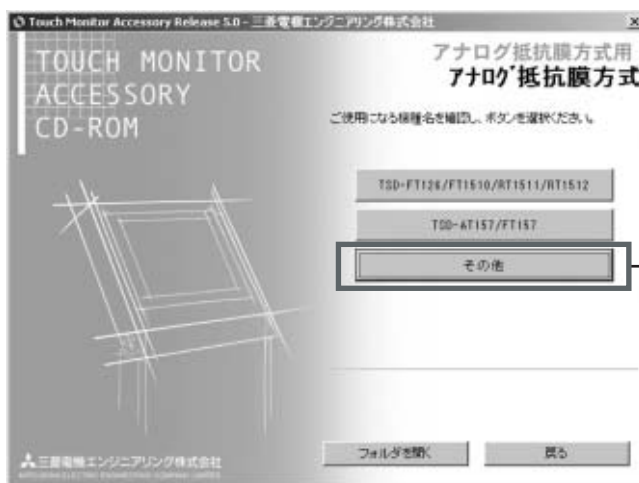 Touch Monitor Accessory Release 5.0 - 三菱電機エンジニアリング株式会社
TOUCH MONITOR
ACCESSORY
CD-ROM
アナログ抵抗膜方式用
アナログ抵抗膜方式
ご使用になる機種名を確認し、ボタンを選択ください。
TSD-FT126/FT1510/RT1511/RT1512
TSD-AT157/FT157
その他
フォルダを開く
戻る
三菱電機エンジニアリング株式会社
MITSUBISHI ELECTRIC ENGINEERING COMPANY LIMITED